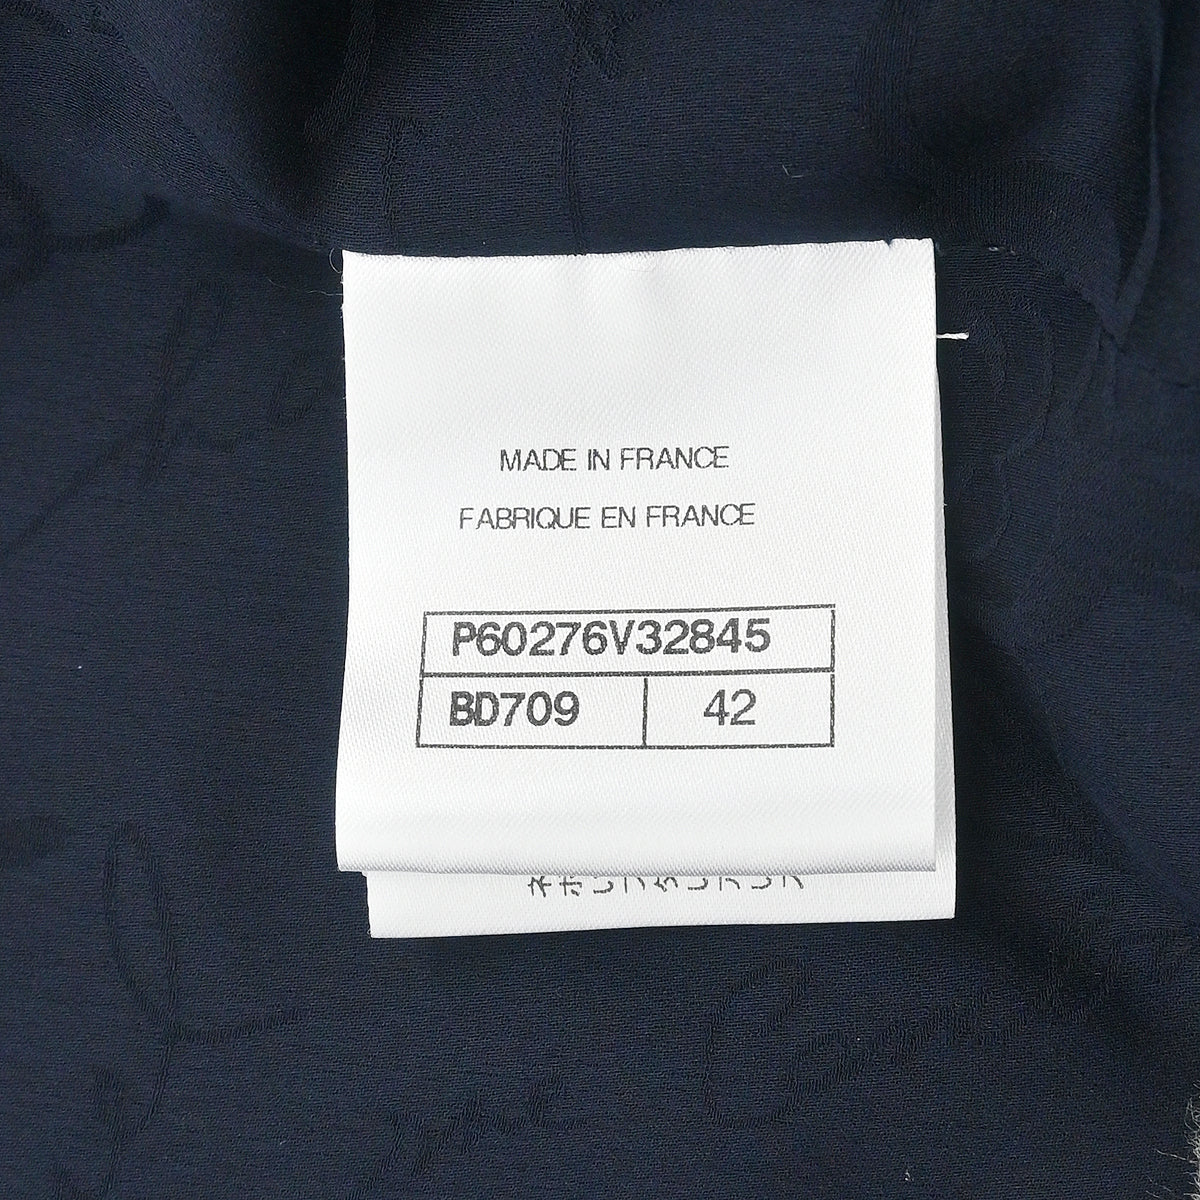 MADE IN FRANCE
FABRIQUE EN FRANCE
P60276V32845
BD709 42